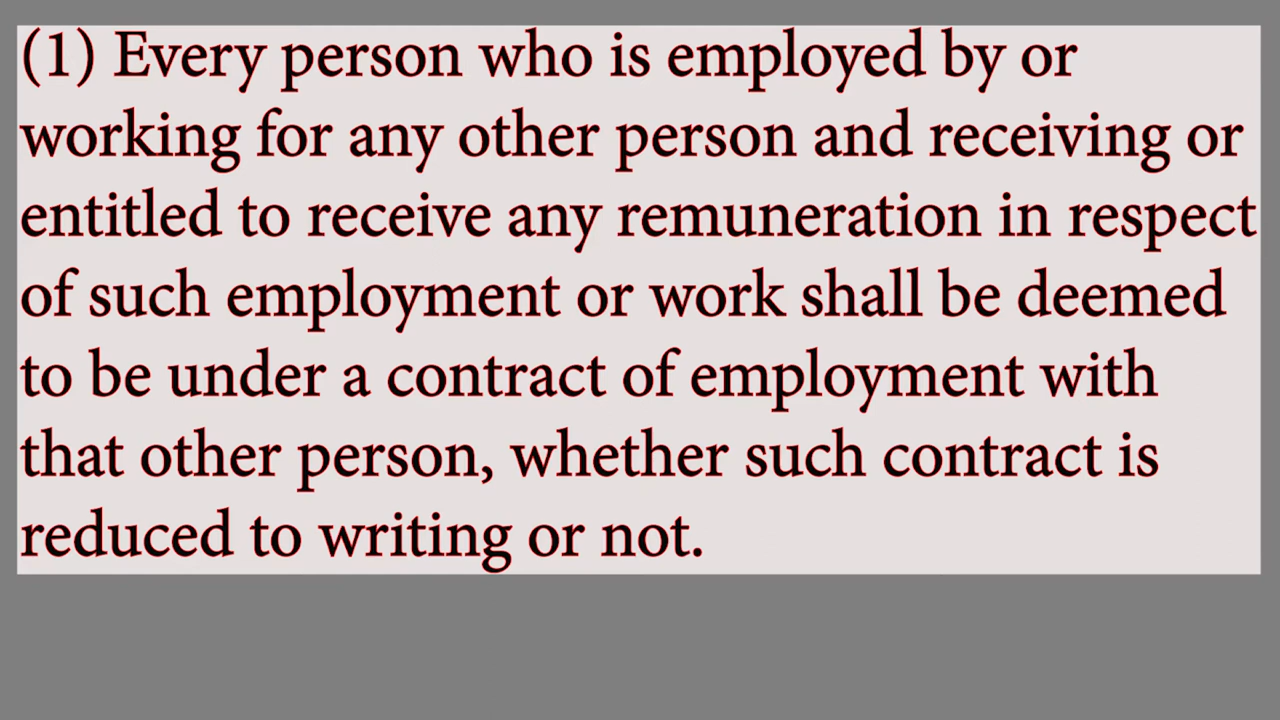 (1) Every person who is employed by or
working for any other person and receiving or
entitled to receive any remuneration in respect
of such employment or work shall be deemed
to be under a contract of employment with
that other person, whether such contract is
reduced to writing or not.